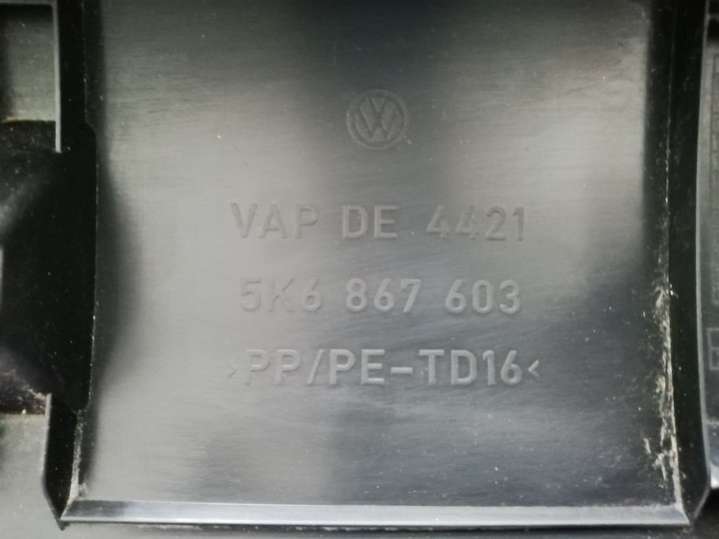 VAP DE 4421
5K6 867 603
>PP/PE-TD16<